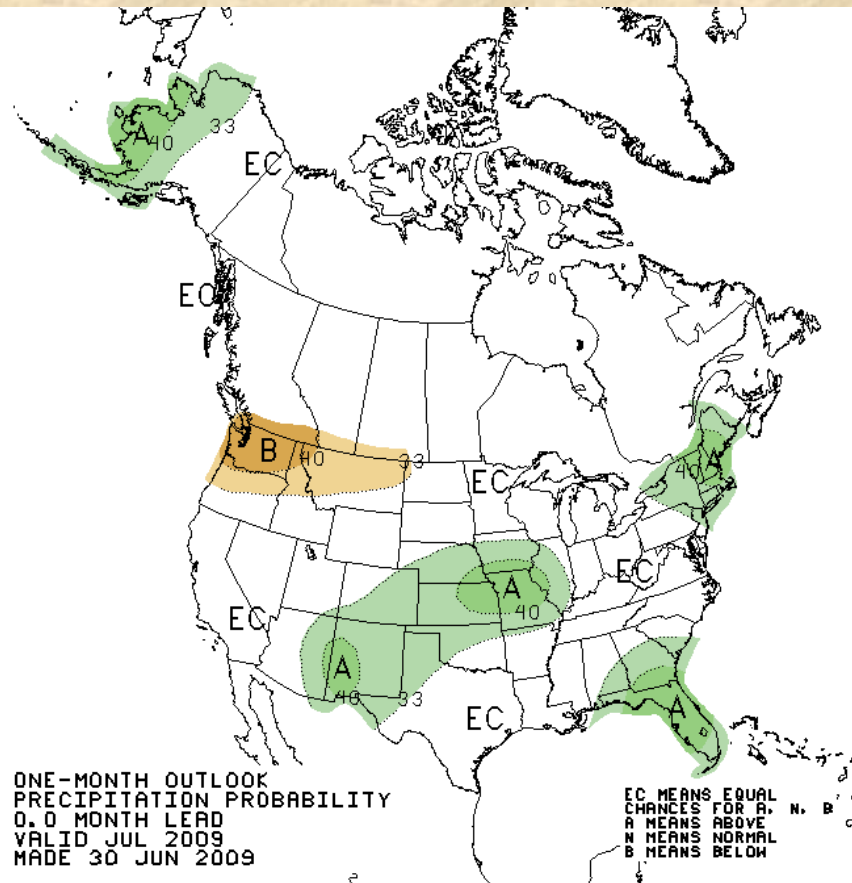 A 40
33
EC
EC
B 40 33
EC
40 A
A
40
EC
EC
A
40 33
EC
A
ONE-MONTH OUTLOOK
PRECIPITATION PROBABILITY
0.0 MONTH LEAD
VALID JUL 2009
MADE 30 JUN 2009
EC MEANS EQUAL
CHANCES FOR A, N, B
A MEANS ABOVE
N MEANS NORMAL
B MEANS BELOW